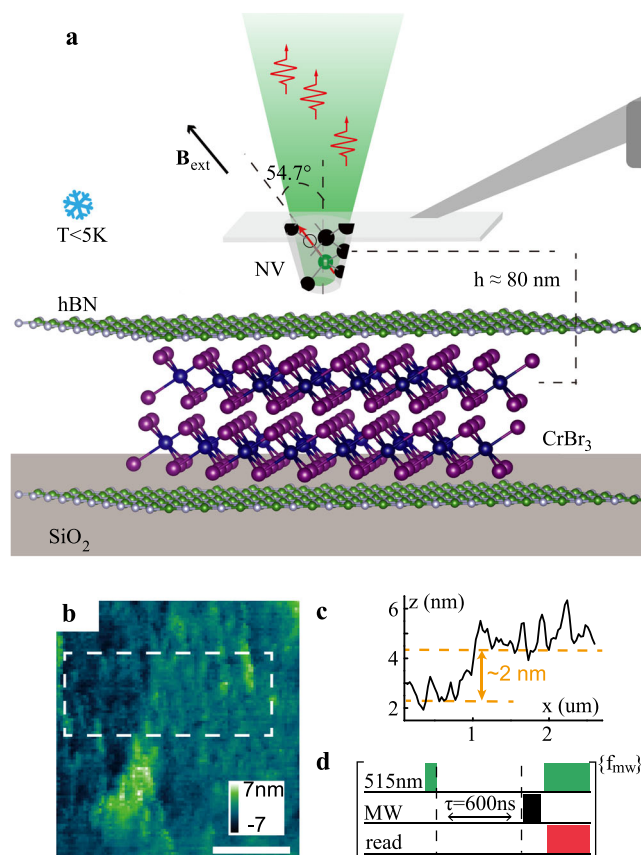 a
B_ext
54.7°
T<5K
NV
h ≈ 80 nm
hBN
CrBr₃
SiO₂
b
7nm
-7
c
z (nm)
6
4
2
~2 nm
x (um)
1
2
d
{f_mw}
515nm
MW
τ=600ns
read